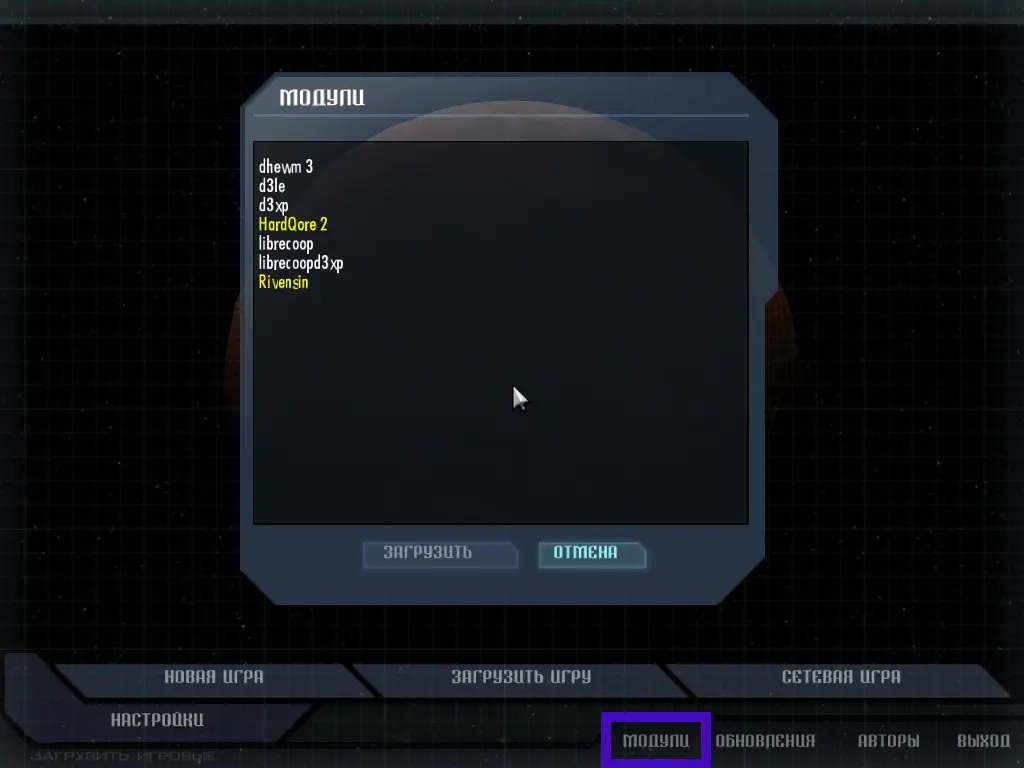 МОДУЛИ
dhewm 3
d3le
d3xp
HardQore 2
librecoop
librecoopd3xp
Rivensin
ЗАГРУЗИТЬ ОТМЕНА
НОВАЯ ИГРА ЗАГРУЗИТЬ ИГРУ СЕТЕВАЯ ИГРА
НАСТРОЙКИ
МОДУЛИ ОБНОВЛЕНИЯ АВТОРЫ ВЫХОД
ЗАГРУЗИТЬ ИГРОВЫЕ